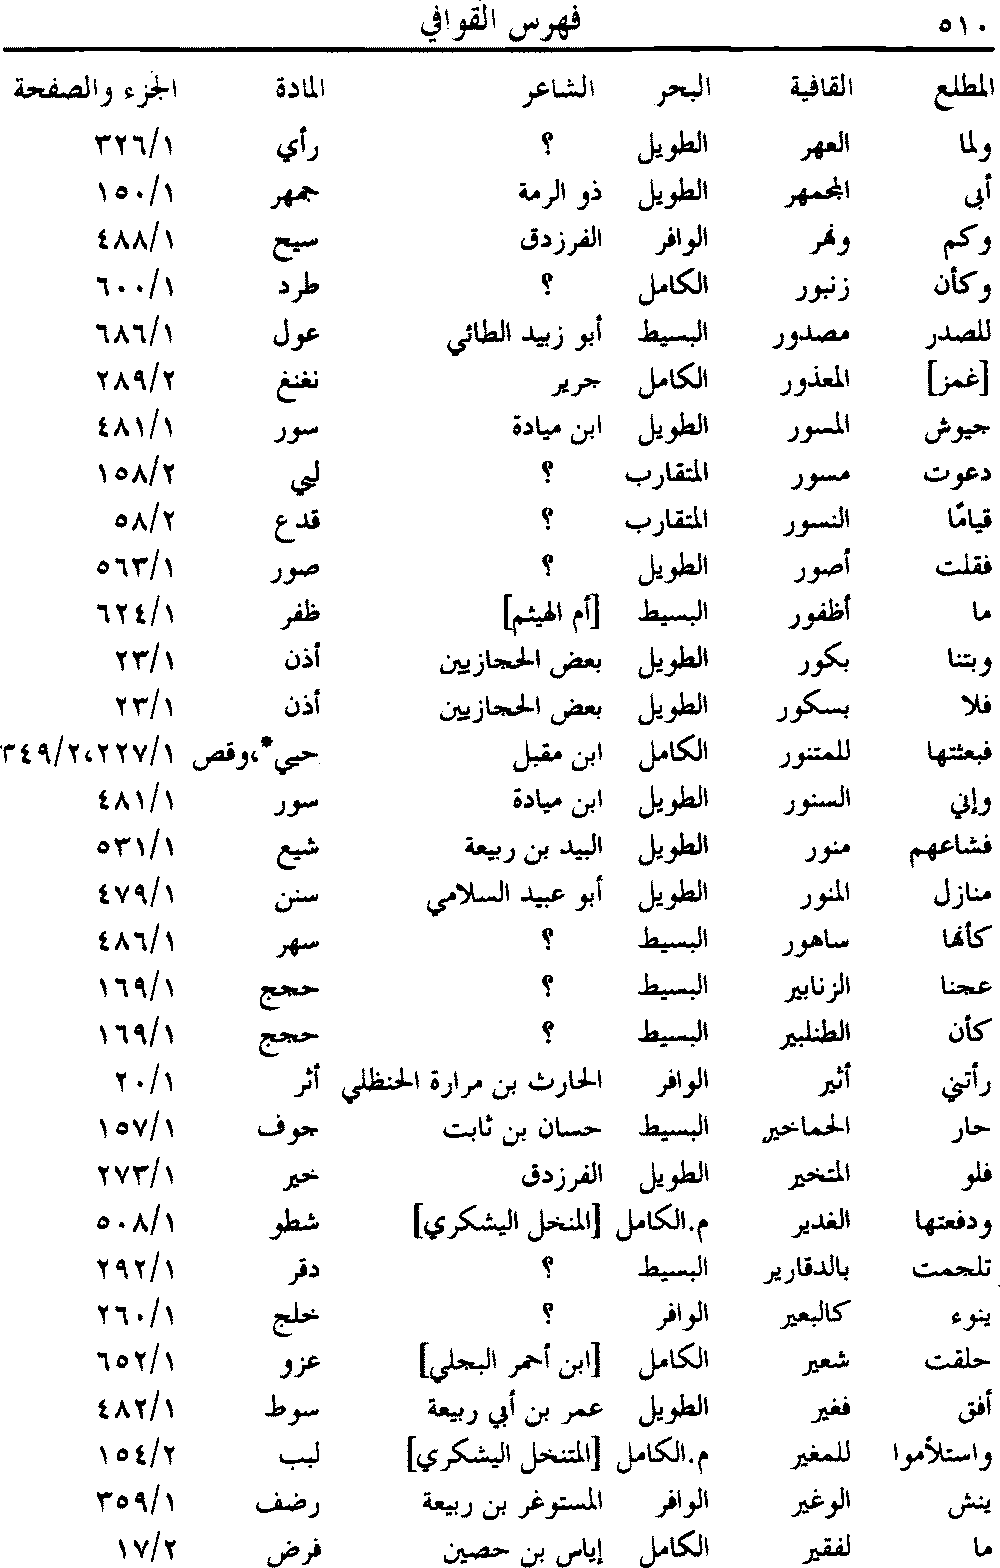 ٥١٠ فهرس القوافي
المطلع القافية البحر الشاعر المادة الجزء والصفحة
ولما العهر الطويل ؟ رأي ٣٢٦/١
أبى المجمهر الطويل ذو الرمة جمهر ١٥٠/١
وكم ونهر الوافر الفرزدق سيح ٤٨٨/١
وكأن زنبور الكامل ؟ طرد ٦٠٠/١
للصدر مصدور البسيط أبو زبيد الطائي عول ٦٨٦/١
[غمز] المعذور الكامل جرير نغنغ ٢٨٩/٢
جيوش المسور الطويل ابن ميادة سور ٤٨١/١
دعوت مسور المتقارب ؟ لبي ١٥٨/٢
قيامًا النسور المتقارب ؟ قدع ٥٨/٢
فقلت أصور الطويل ؟ صور ٥٦٣/١
ما أظفور البسيط [أم الهيثم] ظفر ٦٢٤/١
وبتنا بكور الطويل بعض الحجازيين أذن ٢٣/١
فلا بسكور الطويل بعض الحجازيين أذن ٢٣/١
فبعثتها للمتنور الكامل ابن مقبل حيي*،وقص ٣٤٩/٢،٢٢٧/١
وإني السنور الطويل ابن ميادة سور ٤٨١/١
فشاعهم منور الطويل البيد بن ربيعة شيع ٥٣١/١
منازل المنور الطويل أبو عبيد السلامي سنن ٤٧٩/١
كأنها ساهور البسيط ؟ سهر ٤٨٦/١
عجنا الزنابير البسيط ؟ حجج ١٦٩/١
كأن الطنلبير البسيط ؟ حجج ١٦٩/١
رأتني أثير الوافر الحارث بن مرارة الحنظلي أثر ٢٠/١
حار الحماخير البسيط حسان بن ثابت جوف ١٥٧/١
فلو المتخير الطويل الفرزدق خير ٢٧٣/١
ودفعتها الغدير م.الكامل [المنخل اليشكري] شطو ٥٠٨/١
تلحمت بالدقارير البسيط ؟ دقر ٢٩٢/١
ينوء كالبعير الوافر ؟ خلج ٢٦٠/١
حلقت شعير الكامل [ابن أحمر البجلي] عزو ٦٥٢/١
أفق فغير الطويل عمر بن أبي ربيعة سوط ٤٨٢/١
واستلأموا للمغير م.الكامل [المتنخل اليشكري] لبب ١٥٤/٢
ينش الوغير الوافر المستوغر بن ربيعة رضف ٣٥٩/١
ما لفقير الكامل إياس بن حصين فرض ١٧/٢